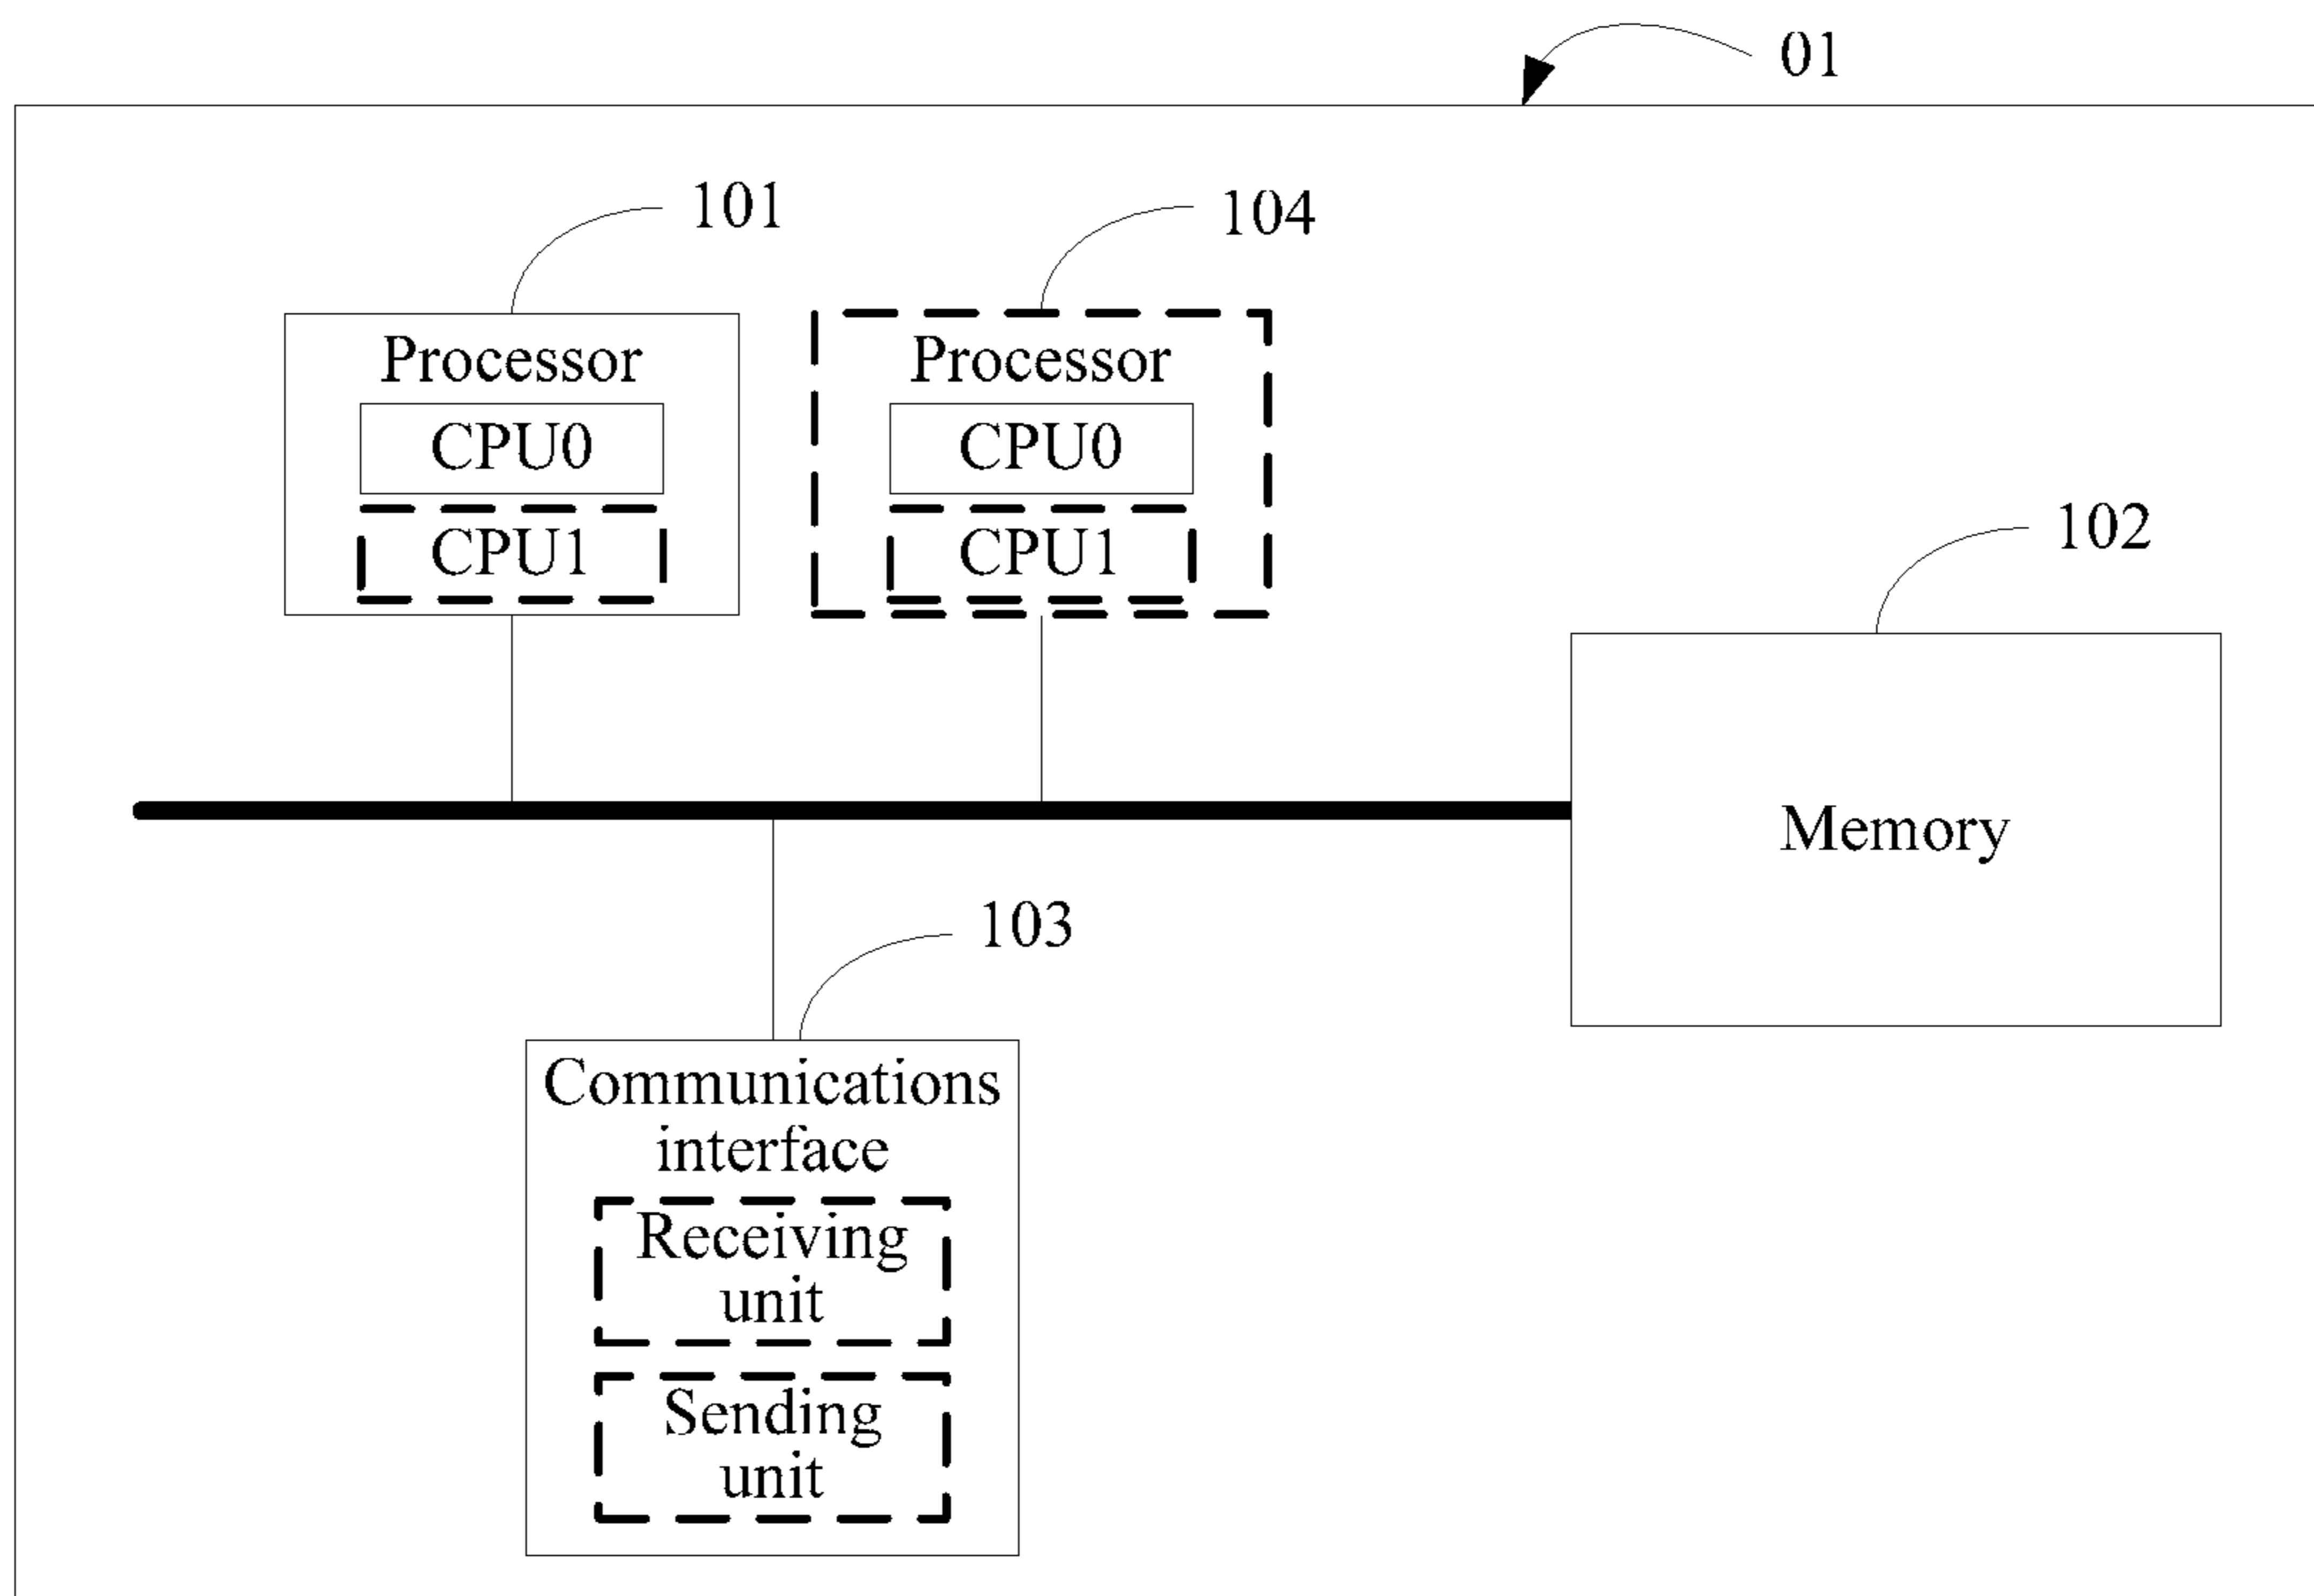 01
101
104
Processor
CPU0
CPU1
Processor
CPU0
CPU1
102
Memory
103
Communications
interface
Receiving
unit
Sending
unit